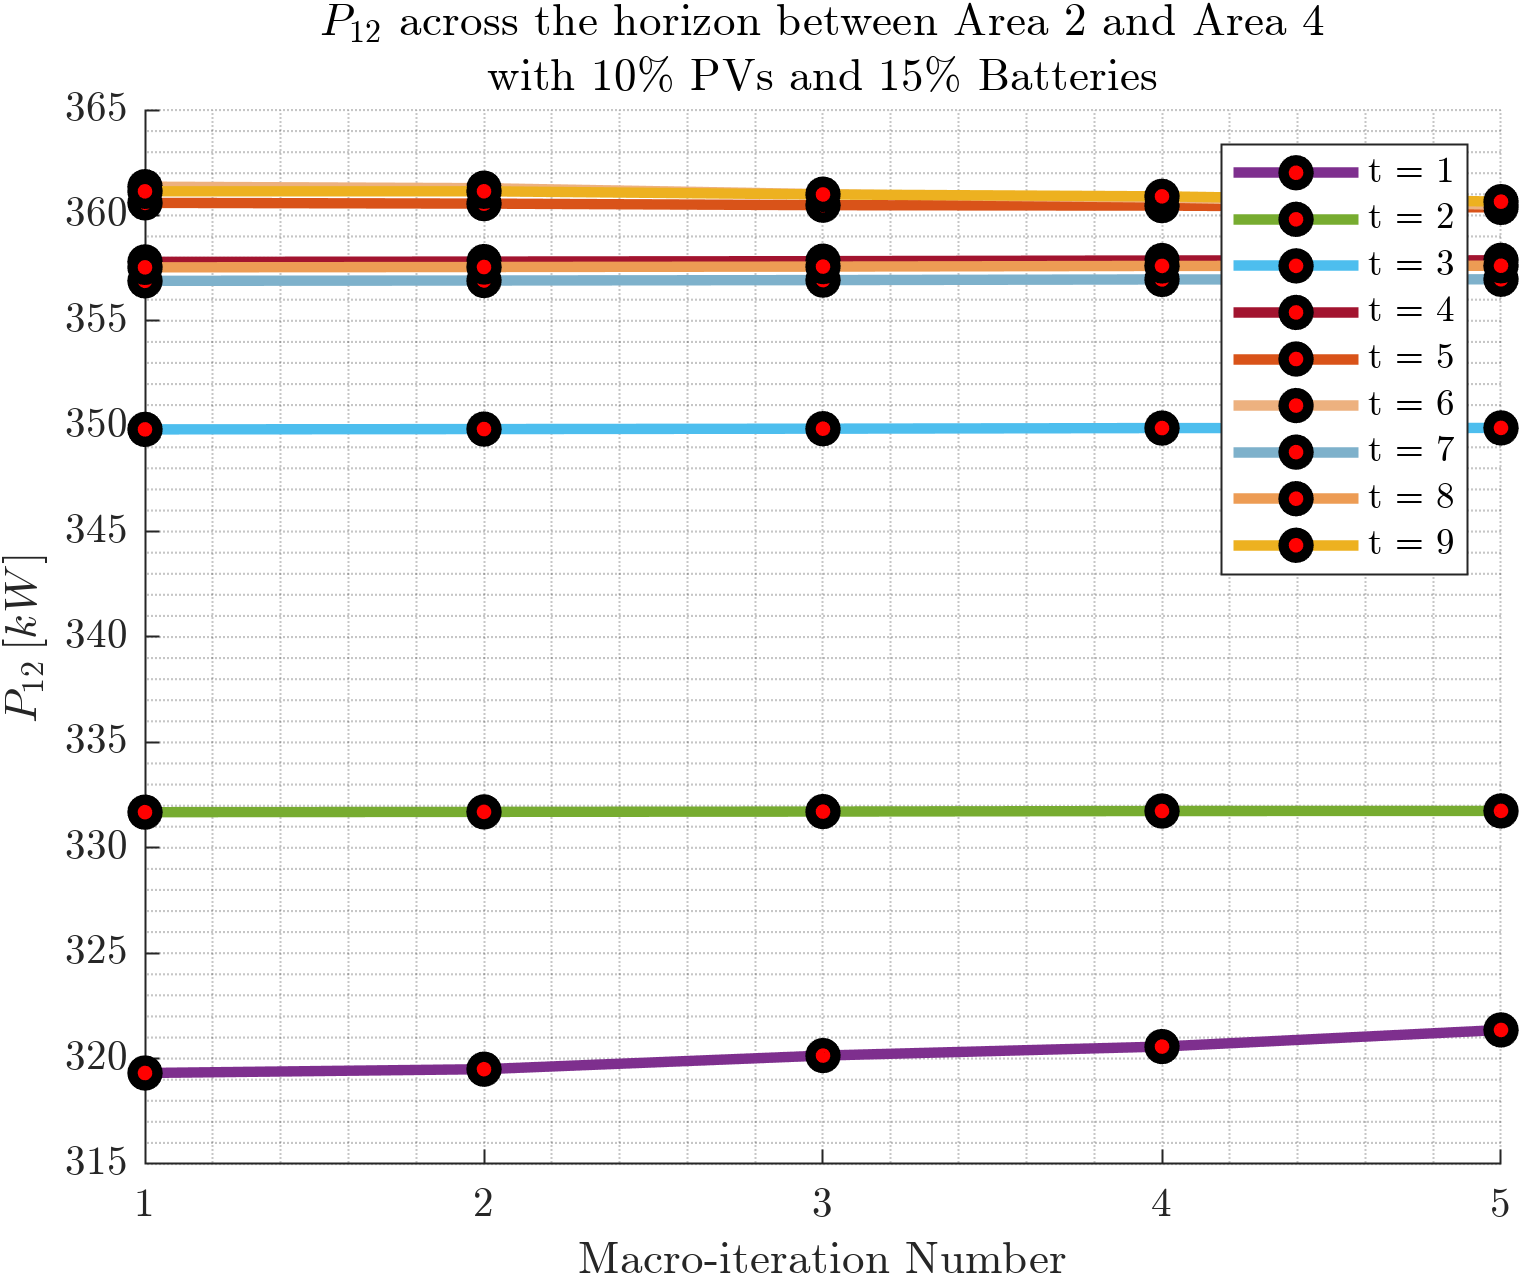 P12 across the horizon between Area 2 and Area 4
with 10% PVs and 15% Batteries
365
360
355
350
345
340
335
330
325
320
315
P12 [kW]
t = 1
t = 2
t = 3
t = 4
t = 5
t = 6
t = 7
t = 8
t = 9
1 2 3 4 5
Macro-iteration Number